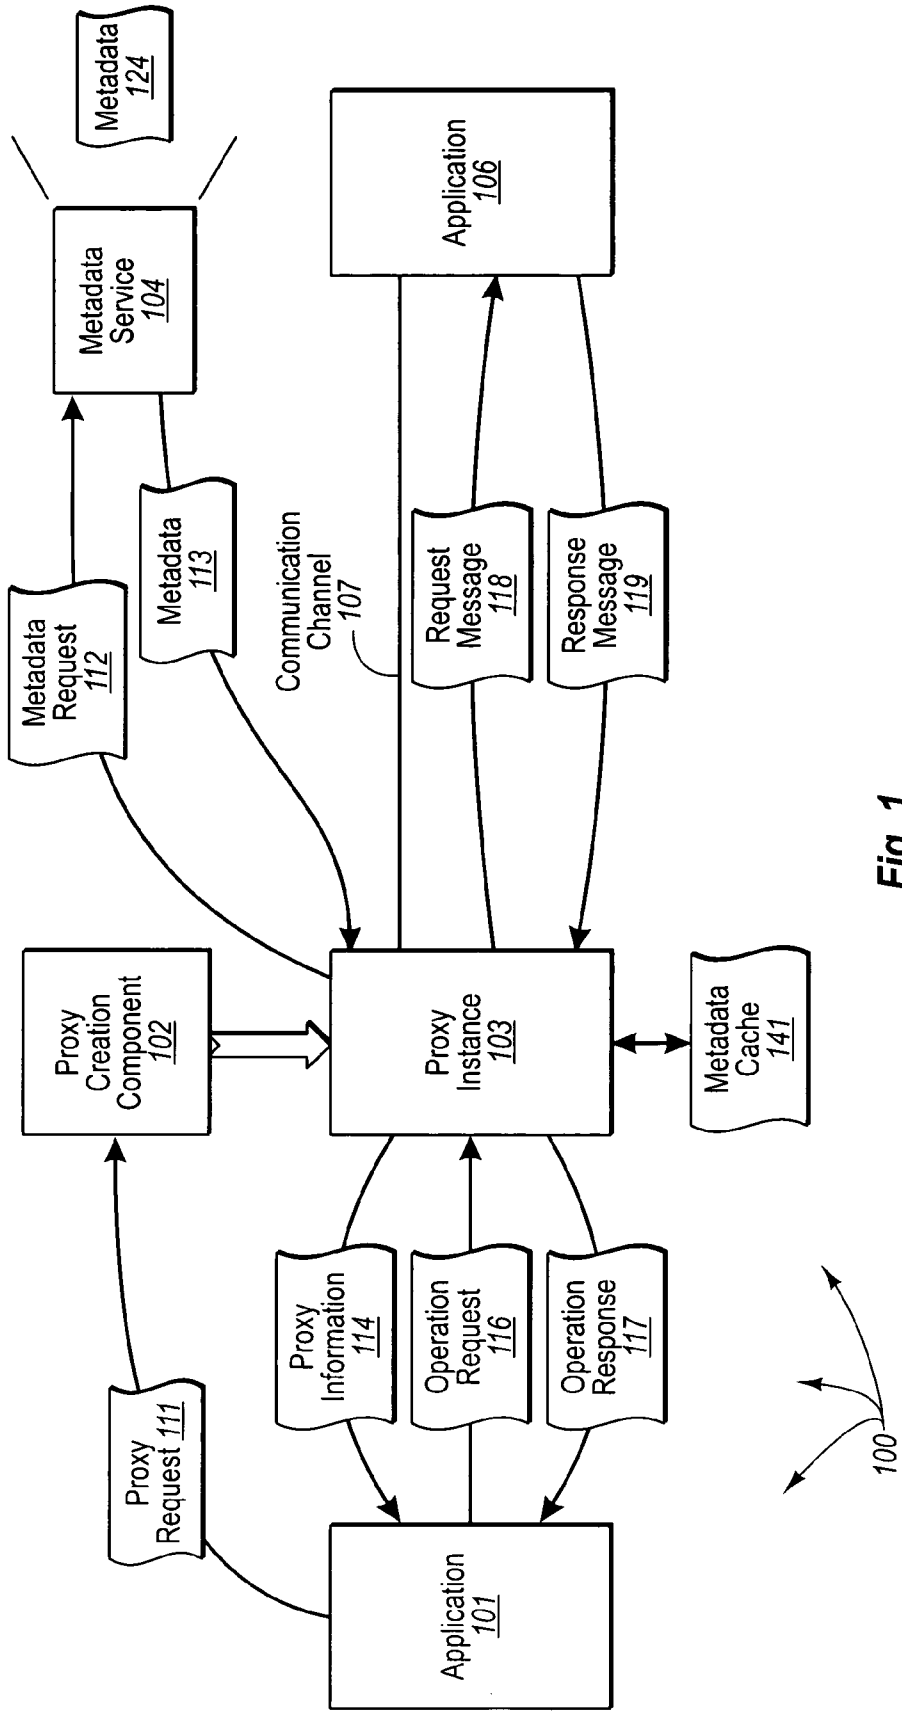 Proxy
Request 111
Proxy
Creation
Component
102
Metadata
Request
112
Metadata
Service
104
Metadata
124
Metadata
113
Communication
Channel
107
Application
101
Proxy
Information
114
Operation
Request
116
Operation
Response
117
Proxy
Instance
103
Request
Message
118
Response
Message
119
Application
106
Metadata
Cache
141
100
Fig. 1